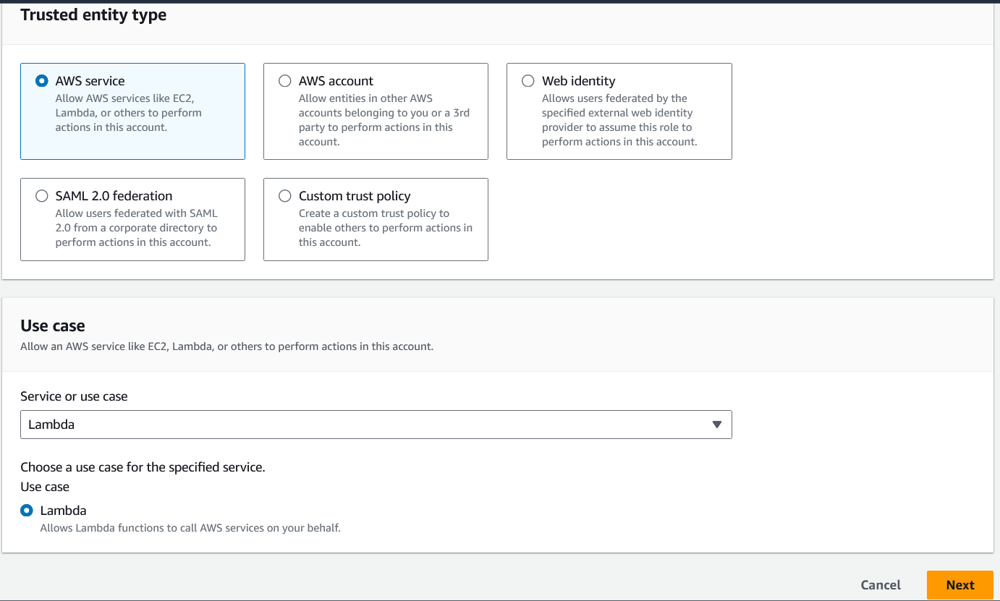 Trusted entity type
AWS service
Allow AWS services like EC2,
Lambda, or others to perform
actions in this account.
AWS account
Allow entities in other AWS
accounts belonging to you or a 3rd
party to perform actions in this
account.
Web identity
Allows users federated by the
specified external web identity
provider to assume this role to
perform actions in this account.
SAML 2.0 federation
Allow users federated with SAML
2.0 from a corporate directory to
perform actions in this account.
Custom trust policy
Create a custom trust policy to
enable others to perform actions in
this account.
Use case
Allow an AWS service like EC2, Lambda, or others to perform actions in this account.
Service or use case
Lambda
Choose a use case for the specified service.
Use case
Lambda
Allows Lambda functions to call AWS services on your behalf.
Cancel
Next